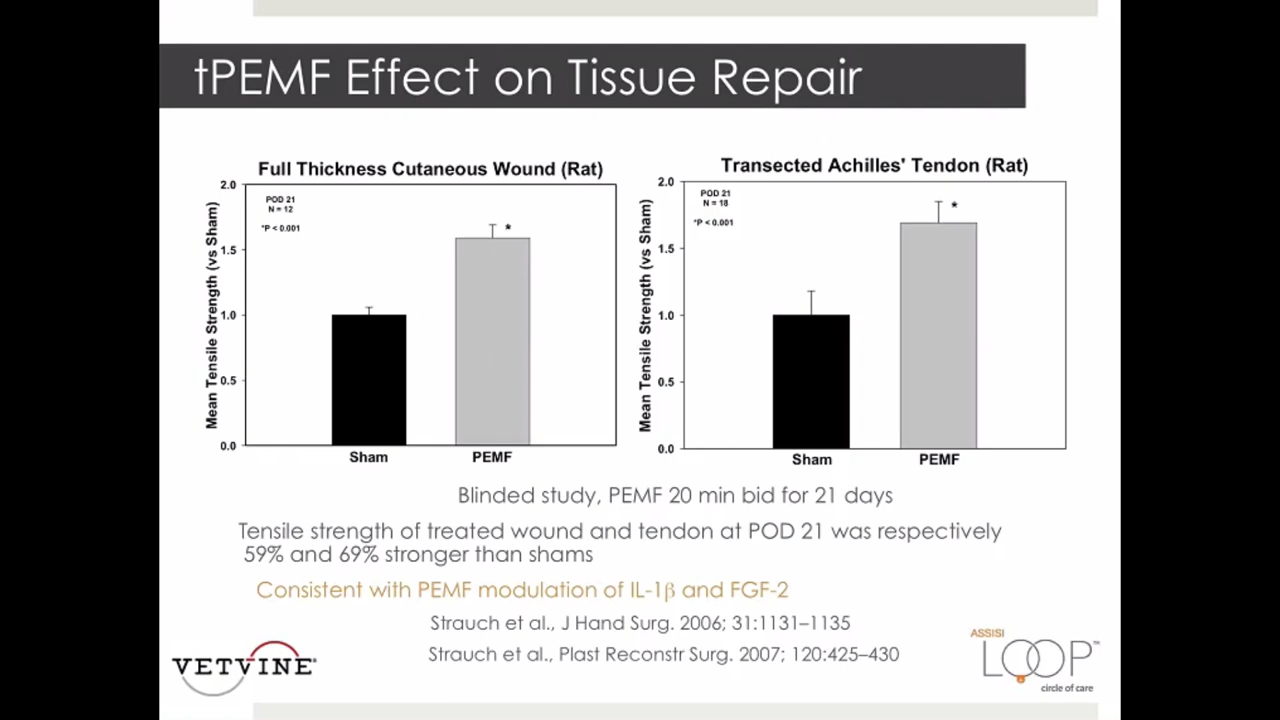 tPEMF Effect on Tissue Repair
Full Thickness Cutaneous Wound (Rat)
2.0
1.5
1.0
0.5
0.0
Mean Tensile Strength (vs Sham)
POD 21
N = 12
*P < 0.001
*
Sham PEMF
Transected Achilles' Tendon (Rat)
2.0
1.5
1.0
0.5
0.0
Mean Tensile Strength (vs Sham)
POD 21
N = 18
*P < 0.001
*
Sham PEMF
Blinded study, PEMF 20 min bid for 21 days
Tensile strength of treated wound and tendon at POD 21 was respectively
59% and 69% stronger than shams
Consistent with PEMF modulation of IL-1β and FGF-2
Strauch et al., J Hand Surg. 2006; 31:1131–1135
Strauch et al., Plast Reconstr Surg. 2007; 120:425–430
VETVINE®
ASSISI
LOOP™
circle of care